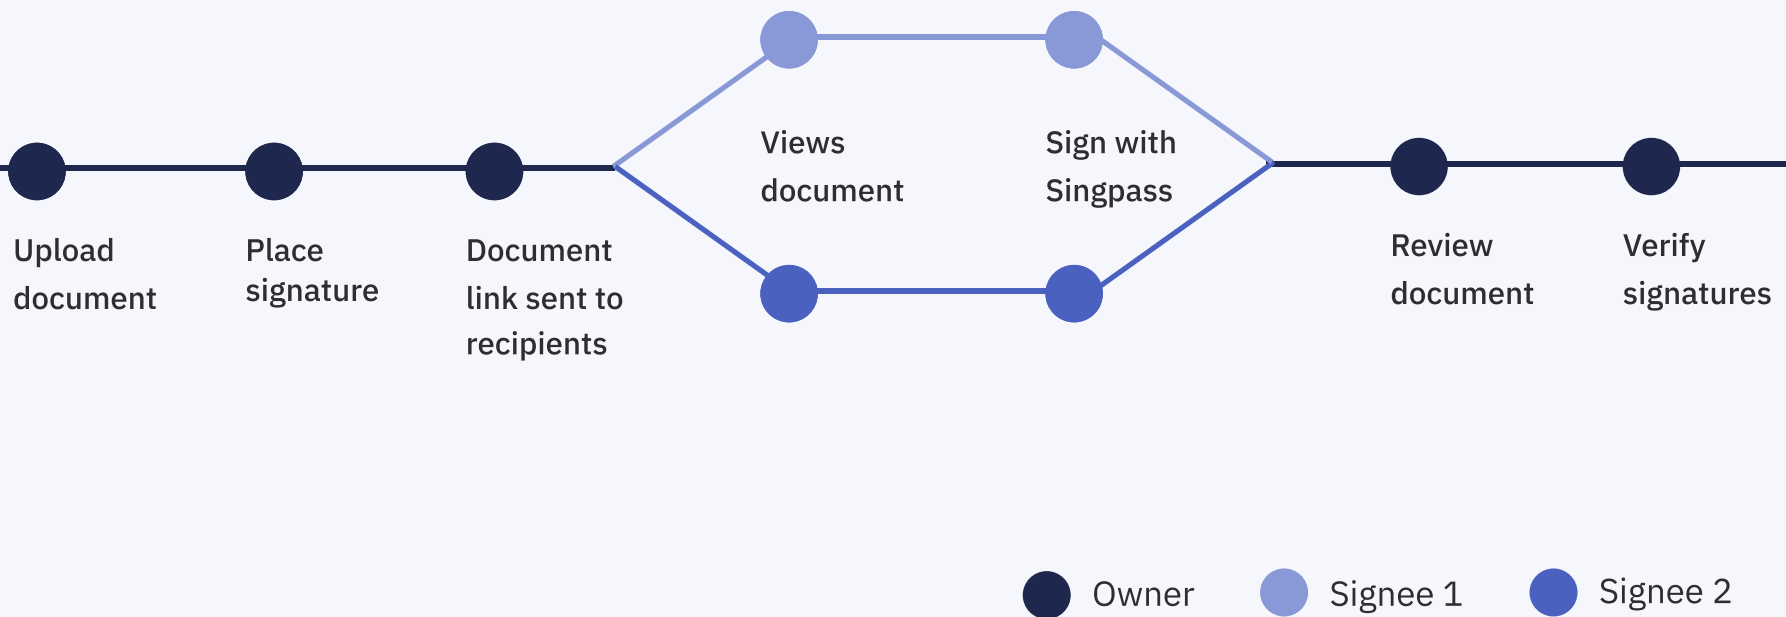 Upload
document
Place
signature
Document
link sent to
recipients
Views
document
Sign with
Singpass
Review
document
Verify
signatures
Owner
Signee 1
Signee 2